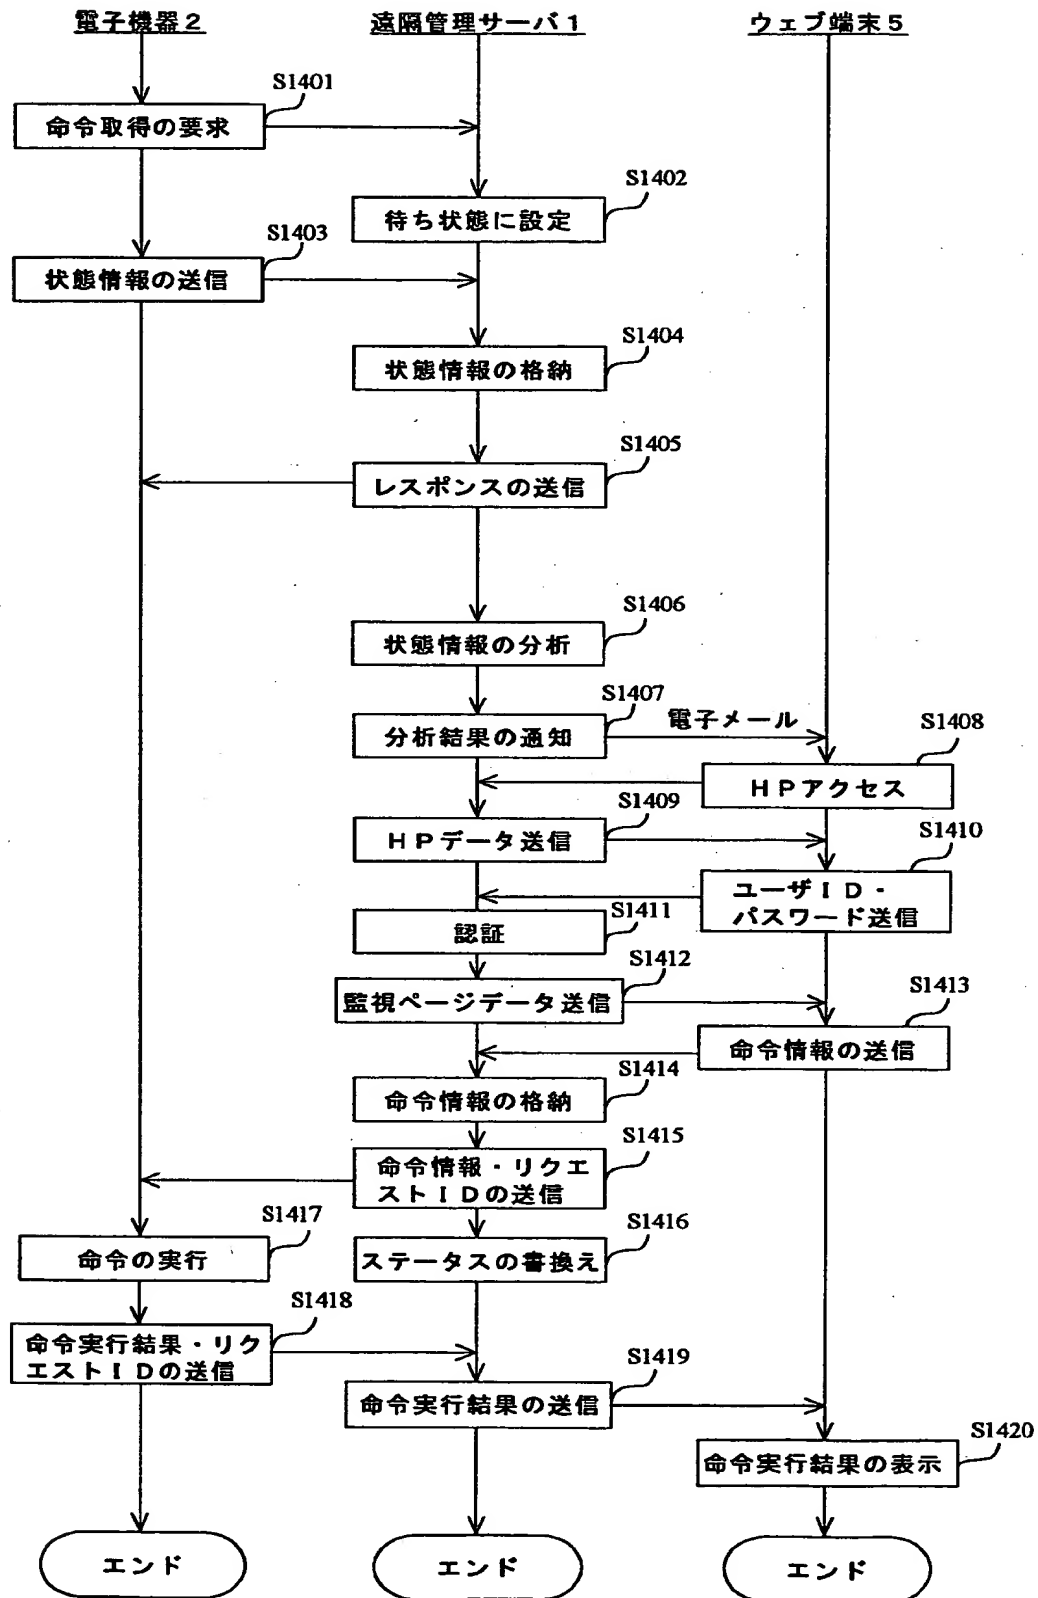 電子機器２
遠隔管理サーバ１
ウェブ端末５
S1401
命令取得の要求
S1402
待ち状態に設定
S1403
状態情報の送信
S1404
状態情報の格納
S1405
レスポンスの送信
S1406
状態情報の分析
S1407
分析結果の通知
電子メール
S1408
ＨＰアクセス
S1409
ＨＰデータ送信
S1410
ユーザＩＤ・
パスワード送信
S1411
認証
S1412
監視ページデータ送信
S1413
命令情報の送信
S1414
命令情報の格納
S1415
命令情報・リクエ
ストＩＤの送信
S1416
ステータスの書換え
S1417
命令の実行
S1418
命令実行結果・リク
エストＩＤの送信
S1419
命令実行結果の送信
S1420
命令実行結果の表示
エンド
エンド
エンド